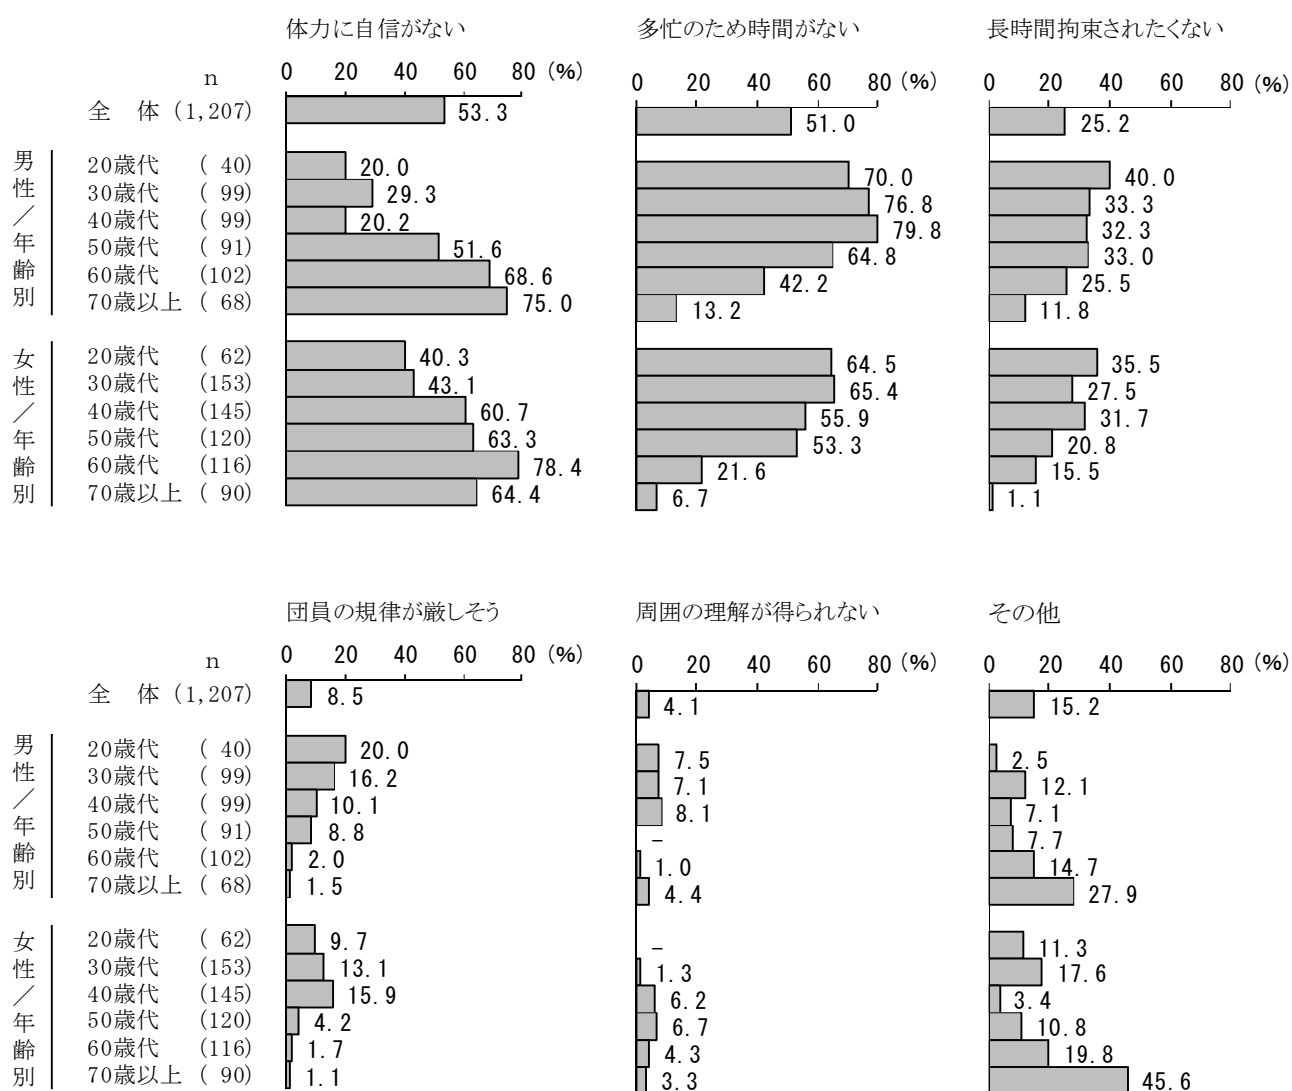 体力に自信がない 多忙のため時間がない 長時間拘束されたくない
n 0 20 40 60 80 (%) 0 20 40 60 80 (%) 0 20 40 60 80 (%)
全 体 (1,207) 53.3 51.0 25.2
男性／年齢別
20歳代 ( 40) 20.0 70.0 40.0
30歳代 ( 99) 29.3 76.8 33.3
40歳代 ( 99) 20.2 79.8 32.3
50歳代 ( 91) 51.6 64.8 33.0
60歳代 (102) 68.6 42.2 25.5
70歳以上 ( 68) 75.0 13.2 11.8
女性／年齢別
20歳代 ( 62) 40.3 64.5 35.5
30歳代 (153) 43.1 65.4 27.5
40歳代 (145) 60.7 55.9 31.7
50歳代 (120) 63.3 53.3 20.8
60歳代 (116) 78.4 21.6 15.5
70歳以上 ( 90) 64.4 6.7 1.1
団員の規律が厳しそう 周囲の理解が得られない その他
n 0 20 40 60 80 (%) 0 20 40 60 80 (%) 0 20 40 60 80 (%)
全 体 (1,207) 8.5 4.1 15.2
男性／年齢別
20歳代 ( 40) 20.0 7.5 2.5
30歳代 ( 99) 16.2 7.1 12.1
40歳代 ( 99) 10.1 8.1 7.1
50歳代 ( 91) 8.8 － 7.7
60歳代 (102) 2.0 1.0 14.7
70歳以上 ( 68) 1.5 4.4 27.9
女性／年齢別
20歳代 ( 62) 9.7 － 11.3
30歳代 (153) 13.1 1.3 17.6
40歳代 (145) 15.9 6.2 3.4
50歳代 (120) 4.2 6.7 10.8
60歳代 (116) 1.7 4.3 19.8
70歳以上 ( 90) 1.1 3.3 45.6